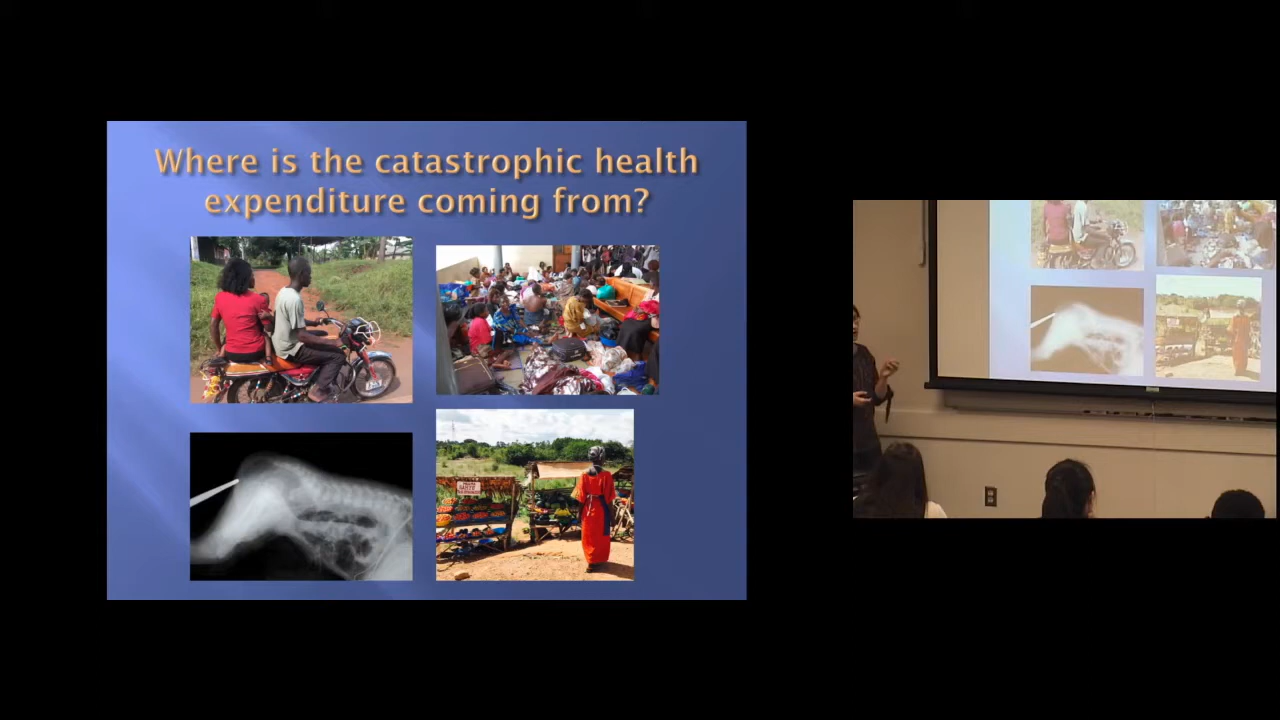 Where is the catastrophic health
expenditure coming from?